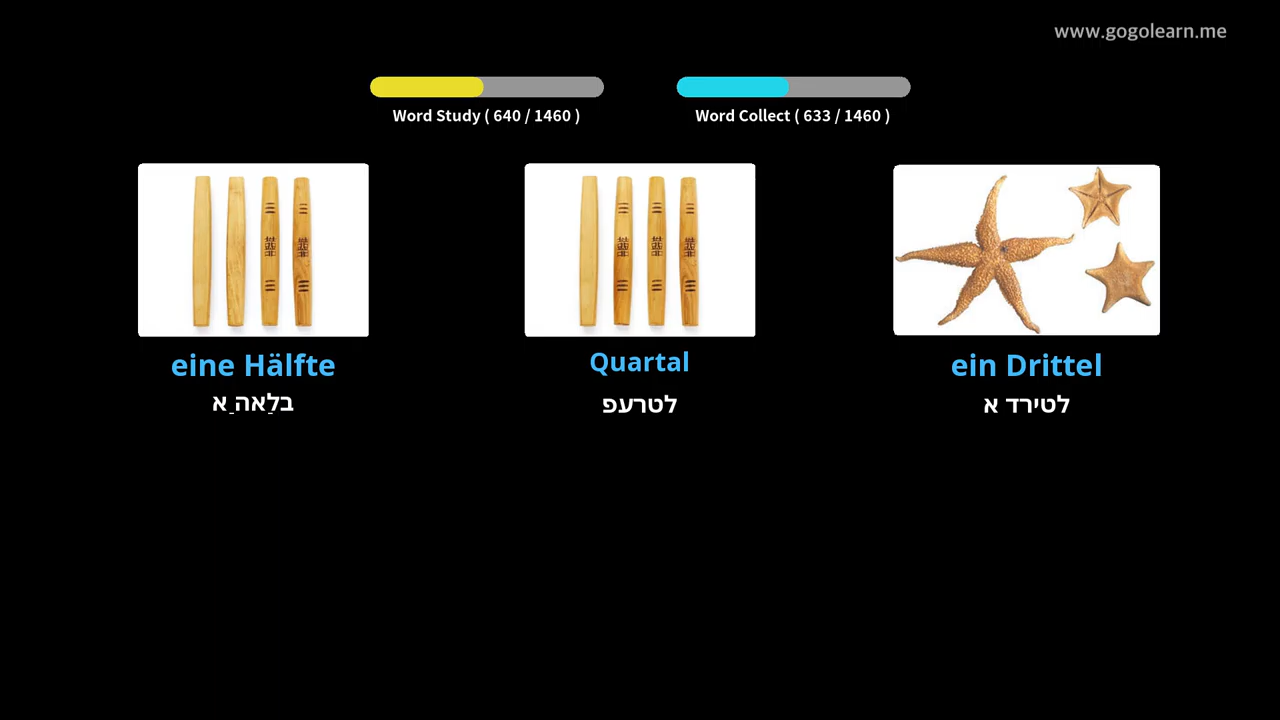 www.gogolearn.me
Word Study ( 640 / 1460 )
Word Collect ( 633 / 1460 )
eine Hälfte
בלַאה ַא
Quartal
לטרעפ
ein Drittel
לטירד א